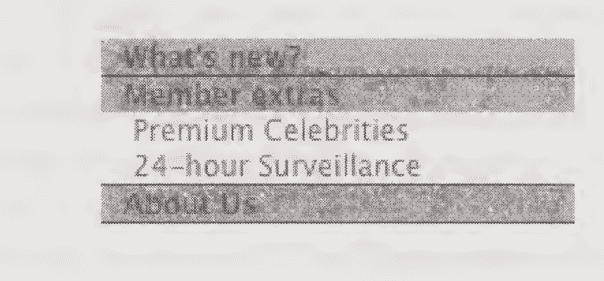 What's new?
Member extras
Premium Celebrities
24-hour Surveillance
About Us